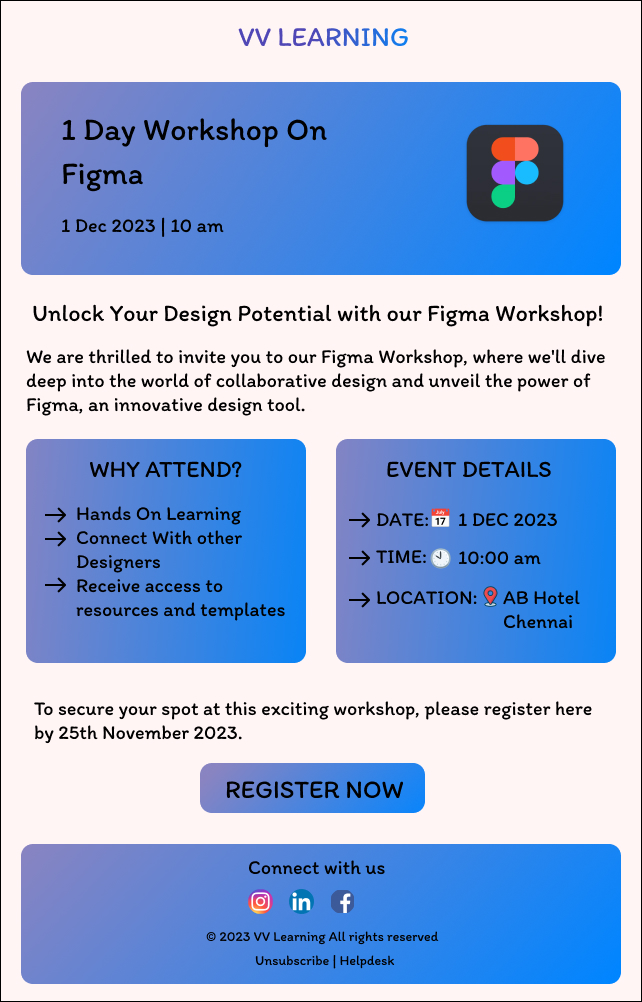 VV LEARNING
1 Day Workshop On
Figma
1 Dec 2023 | 10 am
Unlock Your Design Potential with our Figma Workshop!
We are thrilled to invite you to our Figma Workshop, where we'll dive
deep into the world of collaborative design and unveil the power of
Figma, an innovative design tool.
WHY ATTEND?
Hands On Learning
Connect With other
Designers
Receive access to
resources and templates
EVENT DETAILS
DATE:📅 1 DEC 2023
TIME:🕙 10:00 am
LOCATION: 📍 AB Hotel
Chennai
To secure your spot at this exciting workshop, please register here
by 25th November 2023.
REGISTER NOW
Connect with us
© 2023 VV Learning All rights reserved
Unsubscribe | Helpdesk